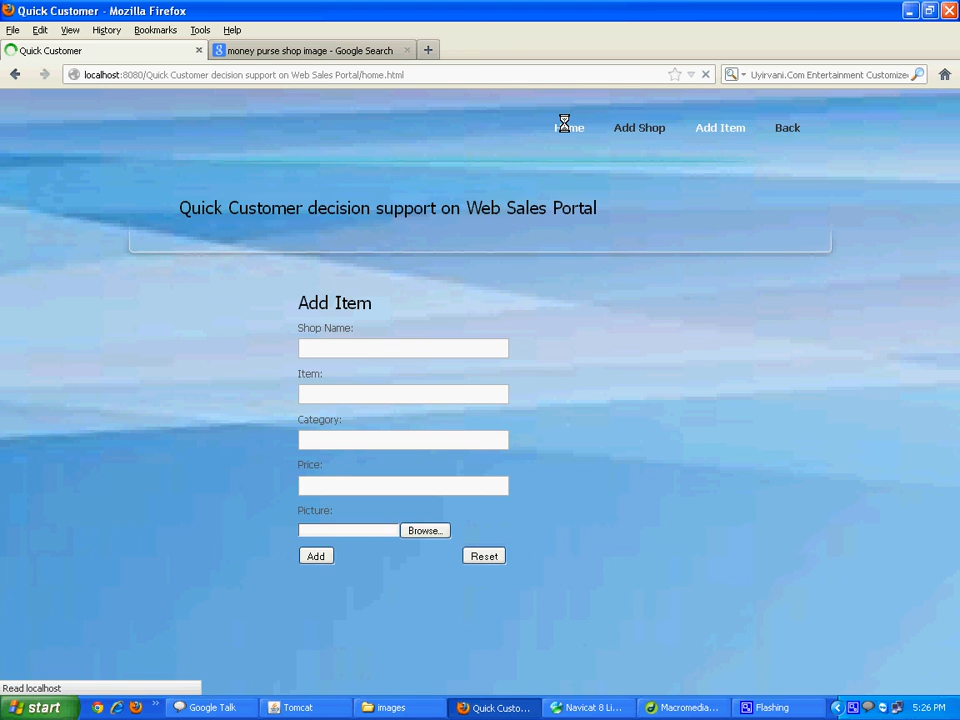 Quick Customer - Mozilla Firefox
File Edit View History Bookmarks Tools Help
Quick Customer
money purse shop image - Google Search
localhost:8080/Quick Customer decision support on Web Sales Portal/home.html
Uyirvani.Com Entertainment Customize
Home Add Shop Add Item Back
Quick Customer decision support on Web Sales Portal
Add Item
Shop Name:
Item:
Category:
Price:
Picture:
Browse...
Add Reset
Read localhost
start Google Talk Tomcat images Quick Custo... Navicat 8 Li... Macromedia... Flashing 5:26 PM